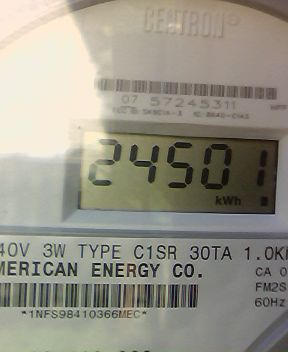 CENTRON®
07 57245311
24501
kWh
40V 3W TYPE C1SR 30TA 1.0K
MERICAN ENERGY CO.
CA 0
FM2S
60Hz
*1NFS98410366MEC*